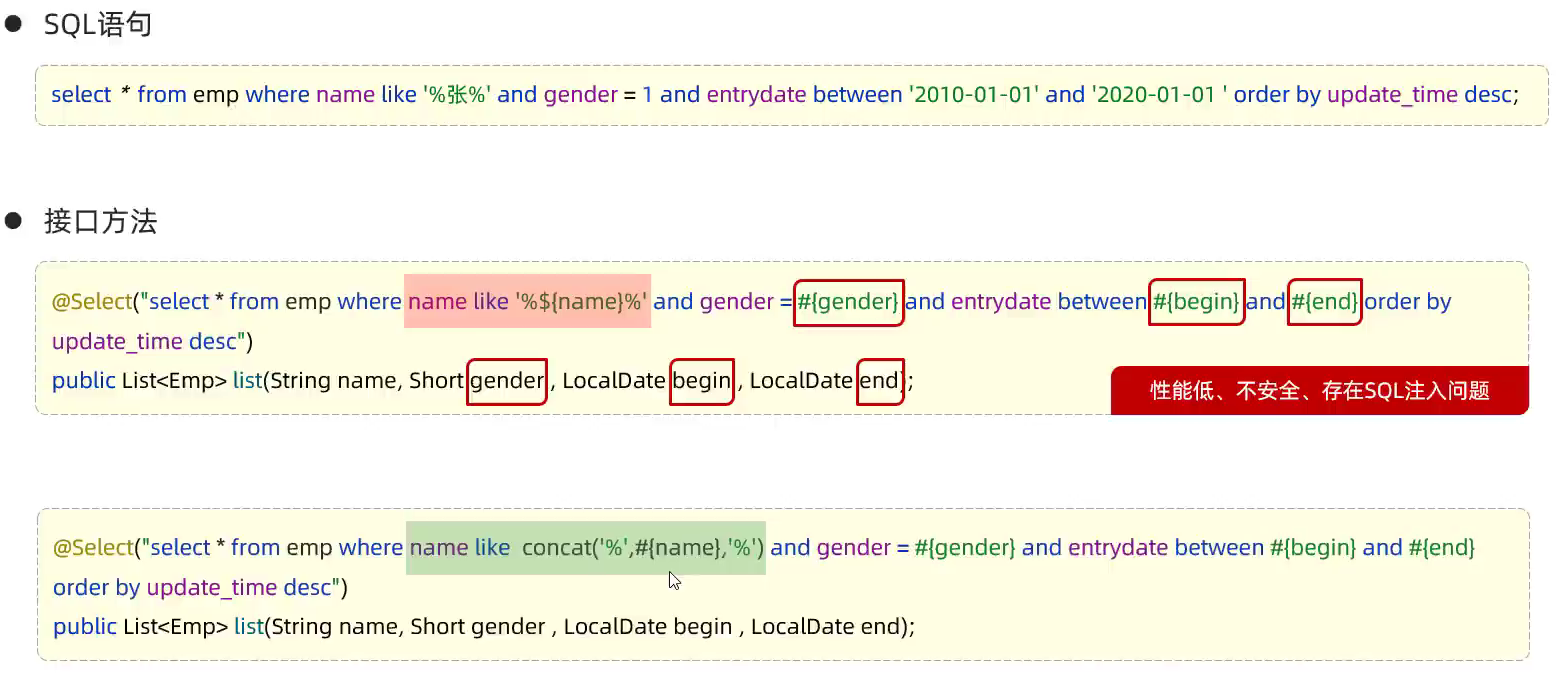 SQL语句
select * from emp where name like '%张%' and gender = 1 and entrydate between '2010-01-01' and '2020-01-01 ' order by update_time desc;
接口方法
@Select("select * from emp where name like '%${name}%' and gender = #{gender} and entrydate between #{begin} and #{end} order by
update_time desc")
public List<Emp> list(String name, Short gender , LocalDate begin , LocalDate end);
性能低、不安全、存在SQL注入问题
@Select("select * from emp where name like concat('%',#{name},'%') and gender = #{gender} and entrydate between #{begin} and #{end}
order by update_time desc")
public List<Emp> list(String name, Short gender , LocalDate begin , LocalDate end);